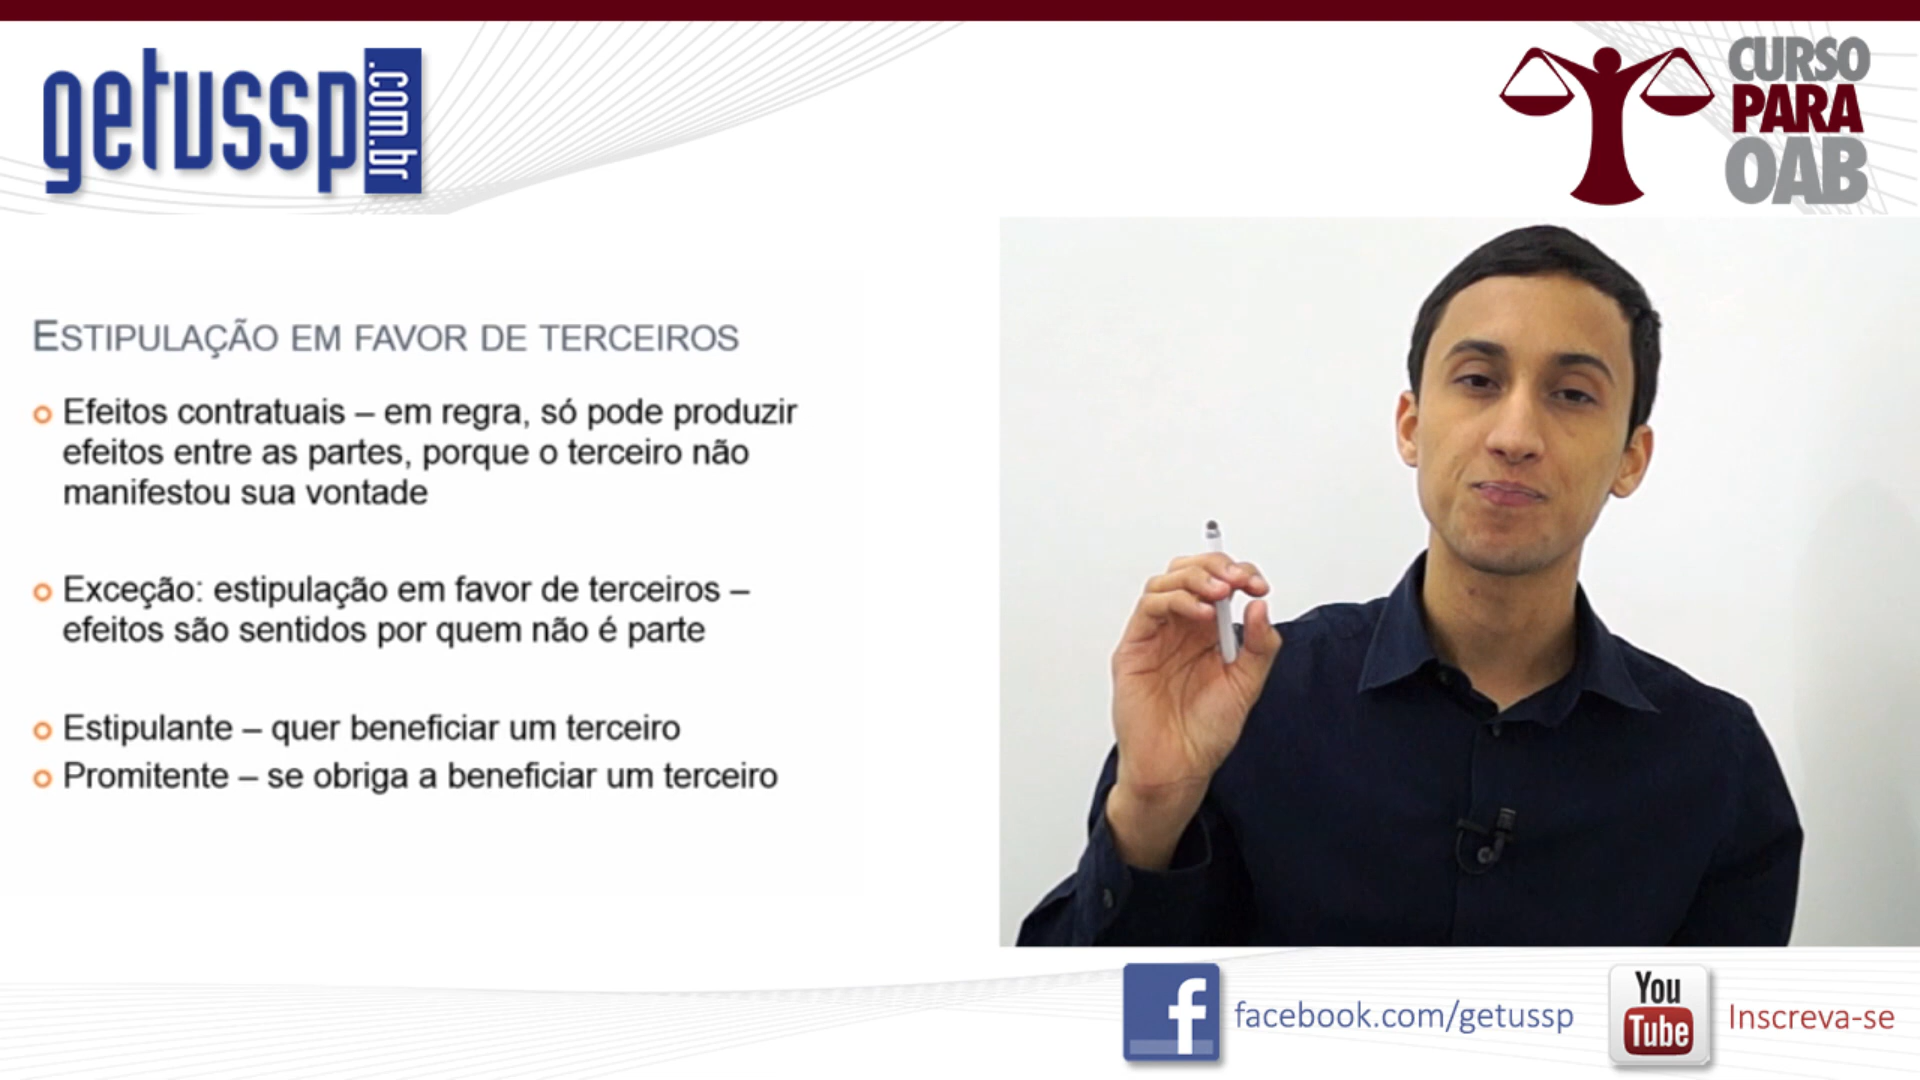 getussp.com.br
CURSO
PARA
OAB
ESTIPULAÇÃO EM FAVOR DE TERCEIROS
Efeitos contratuais – em regra, só pode produzir
efeitos entre as partes, porque o terceiro não
manifestou sua vontade
Exceção: estipulação em favor de terceiros –
efeitos são sentidos por quem não é parte
Estipulante – quer beneficiar um terceiro
Promitente – se obriga a beneficiar um terceiro
f facebook.com/getussp
You
Tube
Inscreva-se